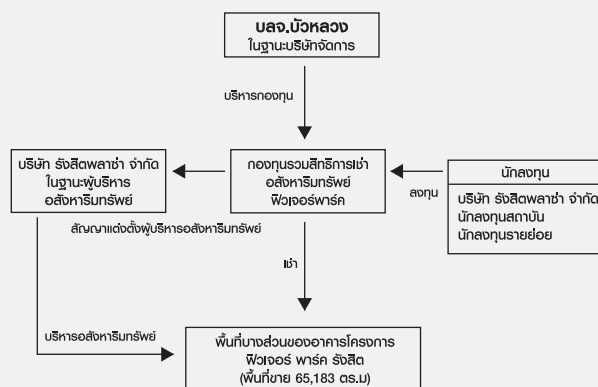 บลจ.บัวหลวง
ในฐานะบริษัทจัดการ
บริหารกองทุน
บริษัท รังสิตพลาซ่า จำกัด
ในฐานะผู้บริหาร
อสังหาริมทรัพย์
กองทุนรวมสิทธิการเช่า
อสังหาริมทรัพย์
ฟิวเจอร์พาร์ค
ลงทุน
นักลงทุน
บริษัท รังสิตพลาซ่า จำกัด
นักลงทุนสถาบัน
นักลงทุนรายย่อย
สัญญาแต่งตั้งผู้บริหารอสังหาริมทรัพย์
เช่า
บริหารอสังหาริมทรัพย์
พื้นที่บางส่วนของอาคารโครงการ
ฟิวเจอร์ พาร์ค รังสิต
(พื้นที่ขาย 65,183 ตร.ม)